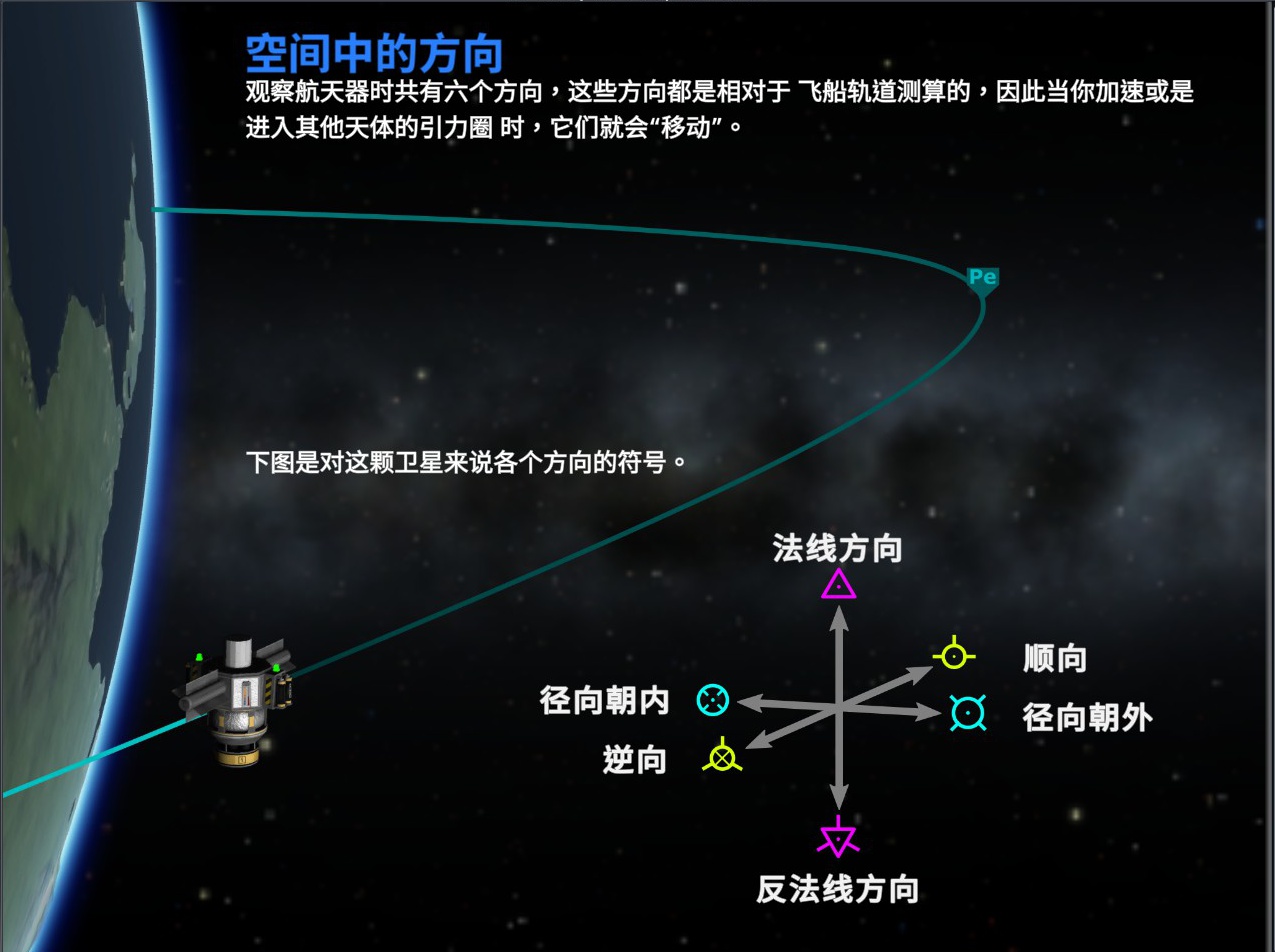 空间中的方向
观察航天器时共有六个方向，这些方向都是相对于 飞船轨道测算的，因此当你加速或是
进入其他天体的引力圈 时，它们就会“移动”。
Pe
下图是对这颗卫星来说各个方向的符号。
法线方向
顺向
径向朝内
径向朝外
逆向
反法线方向